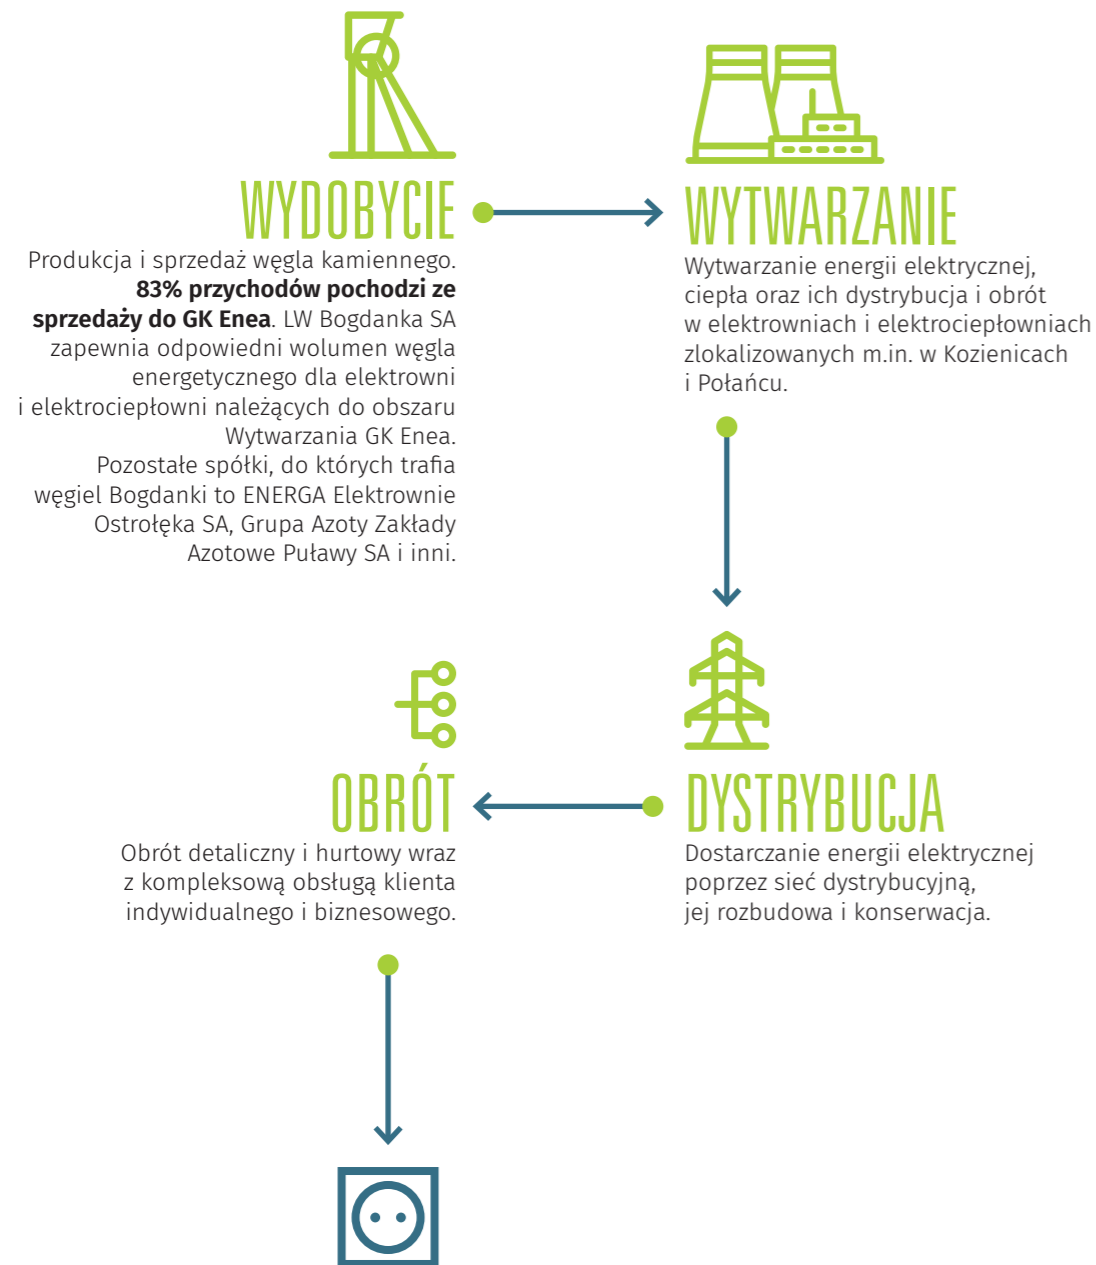 WYDOBYCIE
Produkcja i sprzedaż węgla kamiennego.
83% przychodów pochodzi ze
sprzedaży do GK Enea. LW Bogdanka SA
zapewnia odpowiedni wolumen węgla
energetycznego dla elektrowni
i elektrociepłowni należących do obszaru
Wytwarzania GK Enea.
Pozostałe spółki, do których trafia
węgiel Bogdanki to ENERGA Elektrownie
Ostrołęka SA, Grupa Azoty Zakłady
Azotowe Puławy SA i inni.
WYTWARZANIE
Wytwarzanie energii elektrycznej,
ciepła oraz ich dystrybucja i obrót
w elektrowniach i elektrociepłowniach
zlokalizowanych m.in. w Kozienicach
i Połańcu.
DYSTRYBUCJA
Dostarczanie energii elektrycznej
poprzez sieć dystrybucyjną,
jej rozbudowa i konserwacja.
OBRÓT
Obrót detaliczny i hurtowy wraz
z kompleksową obsługą klienta
indywidualnego i biznesowego.